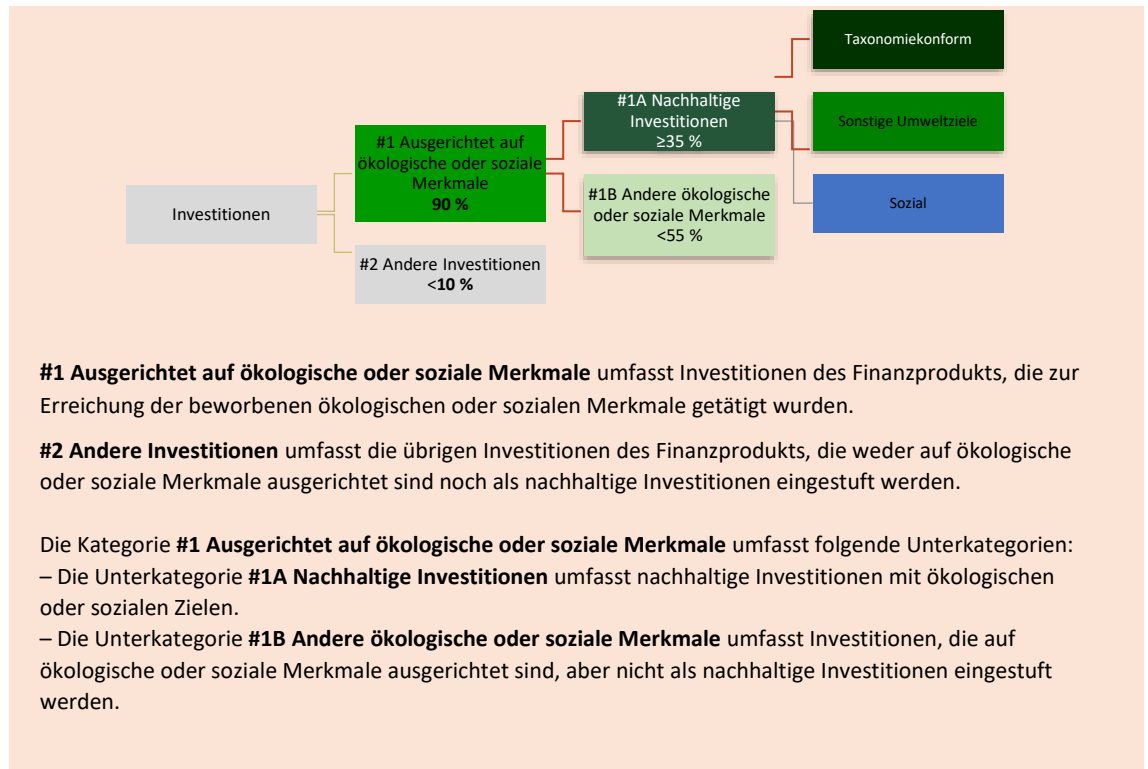 Taxonomiekonform
#1A Nachhaltige
Investitionen
≥35 %
Sonstige Umweltziele
#1 Ausgerichtet auf
ökologische oder soziale
Merkmale
90 %
#1B Andere ökologische
oder soziale Merkmale
<55 %
Sozial
Investitionen
#2 Andere Investitionen
<10 %
#1 Ausgerichtet auf ökologische oder soziale Merkmale umfasst Investitionen des Finanzprodukts, die zur
Erreichung der beworbenen ökologischen oder sozialen Merkmale getätigt wurden.
#2 Andere Investitionen umfasst die übrigen Investitionen des Finanzprodukts, die weder auf ökologische
oder soziale Merkmale ausgerichtet sind noch als nachhaltige Investitionen eingestuft werden.
Die Kategorie #1 Ausgerichtet auf ökologische oder soziale Merkmale umfasst folgende Unterkategorien:
– Die Unterkategorie #1A Nachhaltige Investitionen umfasst nachhaltige Investitionen mit ökologischen
oder sozialen Zielen.
– Die Unterkategorie #1B Andere ökologische oder soziale Merkmale umfasst Investitionen, die auf
ökologische oder soziale Merkmale ausgerichtet sind, aber nicht als nachhaltige Investitionen eingestuft
werden.